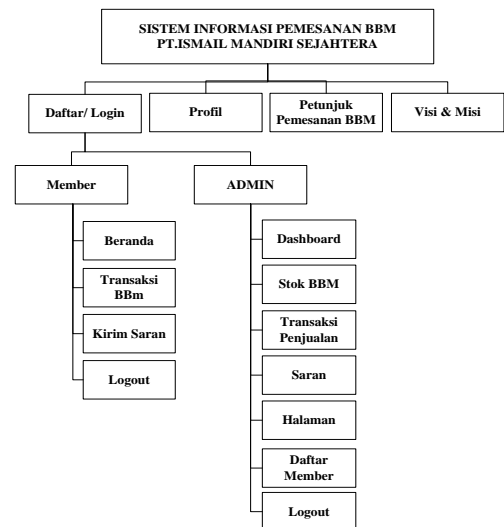 SISTEM INFORMASI PEMESANAN BBM
PT.ISMAIL MANDIRI SEJAHTERA
Daftar/ Login
Profil
Petunjuk
Pemesanan BBM
Visi & Misi
Member
ADMIN
Beranda
Transaksi
BBm
Kirim Saran
Logout
Dashboard
Stok BBM
Transaksi
Penjualan
Saran
Halaman
Daftar
Member
Logout